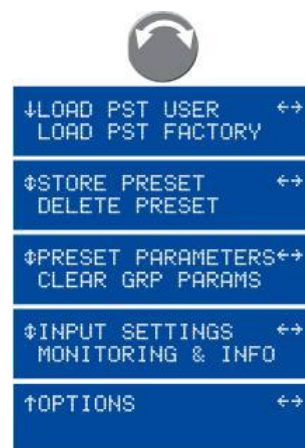 ↓LOAD PST USER ←→
LOAD PST FACTORY
↕STORE PRESET ←→
DELETE PRESET
↕PRESET PARAMETERS←→
CLEAR GRP PARAMS
↕INPUT SETTINGS ←→
MONITORING & INFO
↑OPTIONS ←→